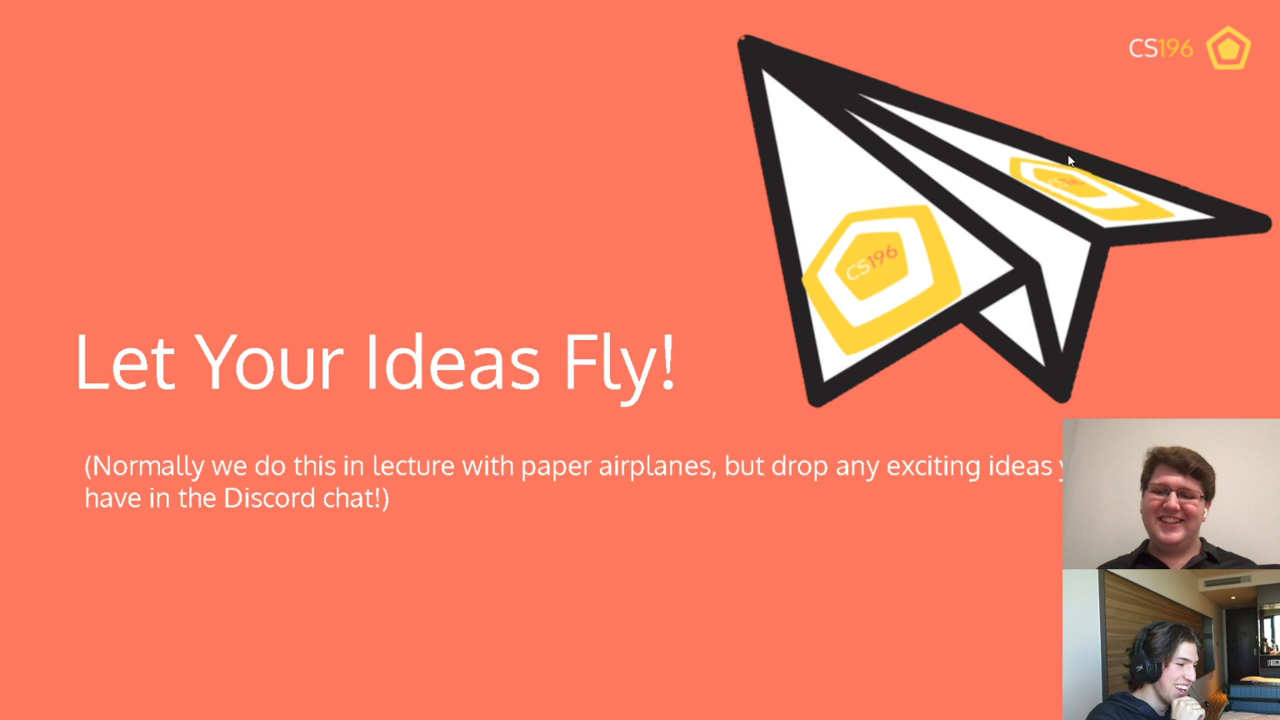 CS196
CS196
CS196
Let Your Ideas Fly!
(Normally we do this in lecture with paper airplanes, but drop any exciting ideas
have in the Discord chat!)